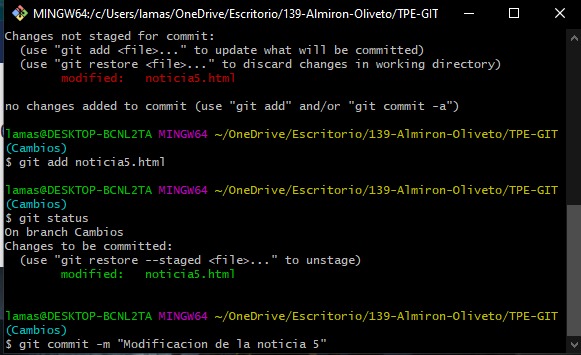 MINGW64:/c/Users/lamas/OneDrive/Escritorio/139-Almiron-Oliveto/TPE-GIT
Changes not staged for commit:
  (use "git add <file>..." to update what will be committed)
  (use "git restore <file>..." to discard changes in working directory)
        modified:   noticia5.html
no changes added to commit (use "git add" and/or "git commit -a")
lamas@DESKTOP-BCNL2TA MINGW64 ~/OneDrive/Escritorio/139-Almiron-Oliveto/TPE-GIT
(Cambios)
$ git add noticia5.html
lamas@DESKTOP-BCNL2TA MINGW64 ~/OneDrive/Escritorio/139-Almiron-Oliveto/TPE-GIT
(Cambios)
$ git status
On branch Cambios
Changes to be committed:
  (use "git restore --staged <file>..." to unstage)
        modified:   noticia5.html
lamas@DESKTOP-BCNL2TA MINGW64 ~/OneDrive/Escritorio/139-Almiron-Oliveto/TPE-GIT
(Cambios)
$ git commit -m "Modificacion de la noticia 5"